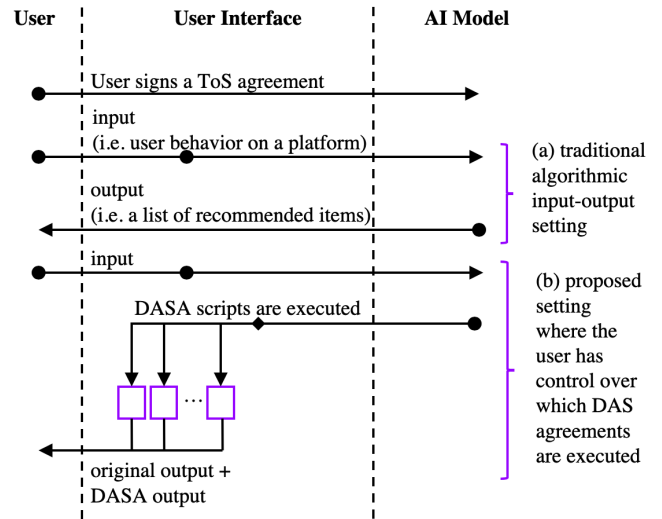 User
User Interface
AI Model
User signs a ToS agreement
input
(i.e. user behavior on a platform)
output
(i.e. a list of recommended items)
(a) traditional
algorithmic
input-output
setting
input
DASA scripts are executed
...
original output +
DASA output
(b) proposed
setting
where the
user has
control over
which DAS
agreements
are executed